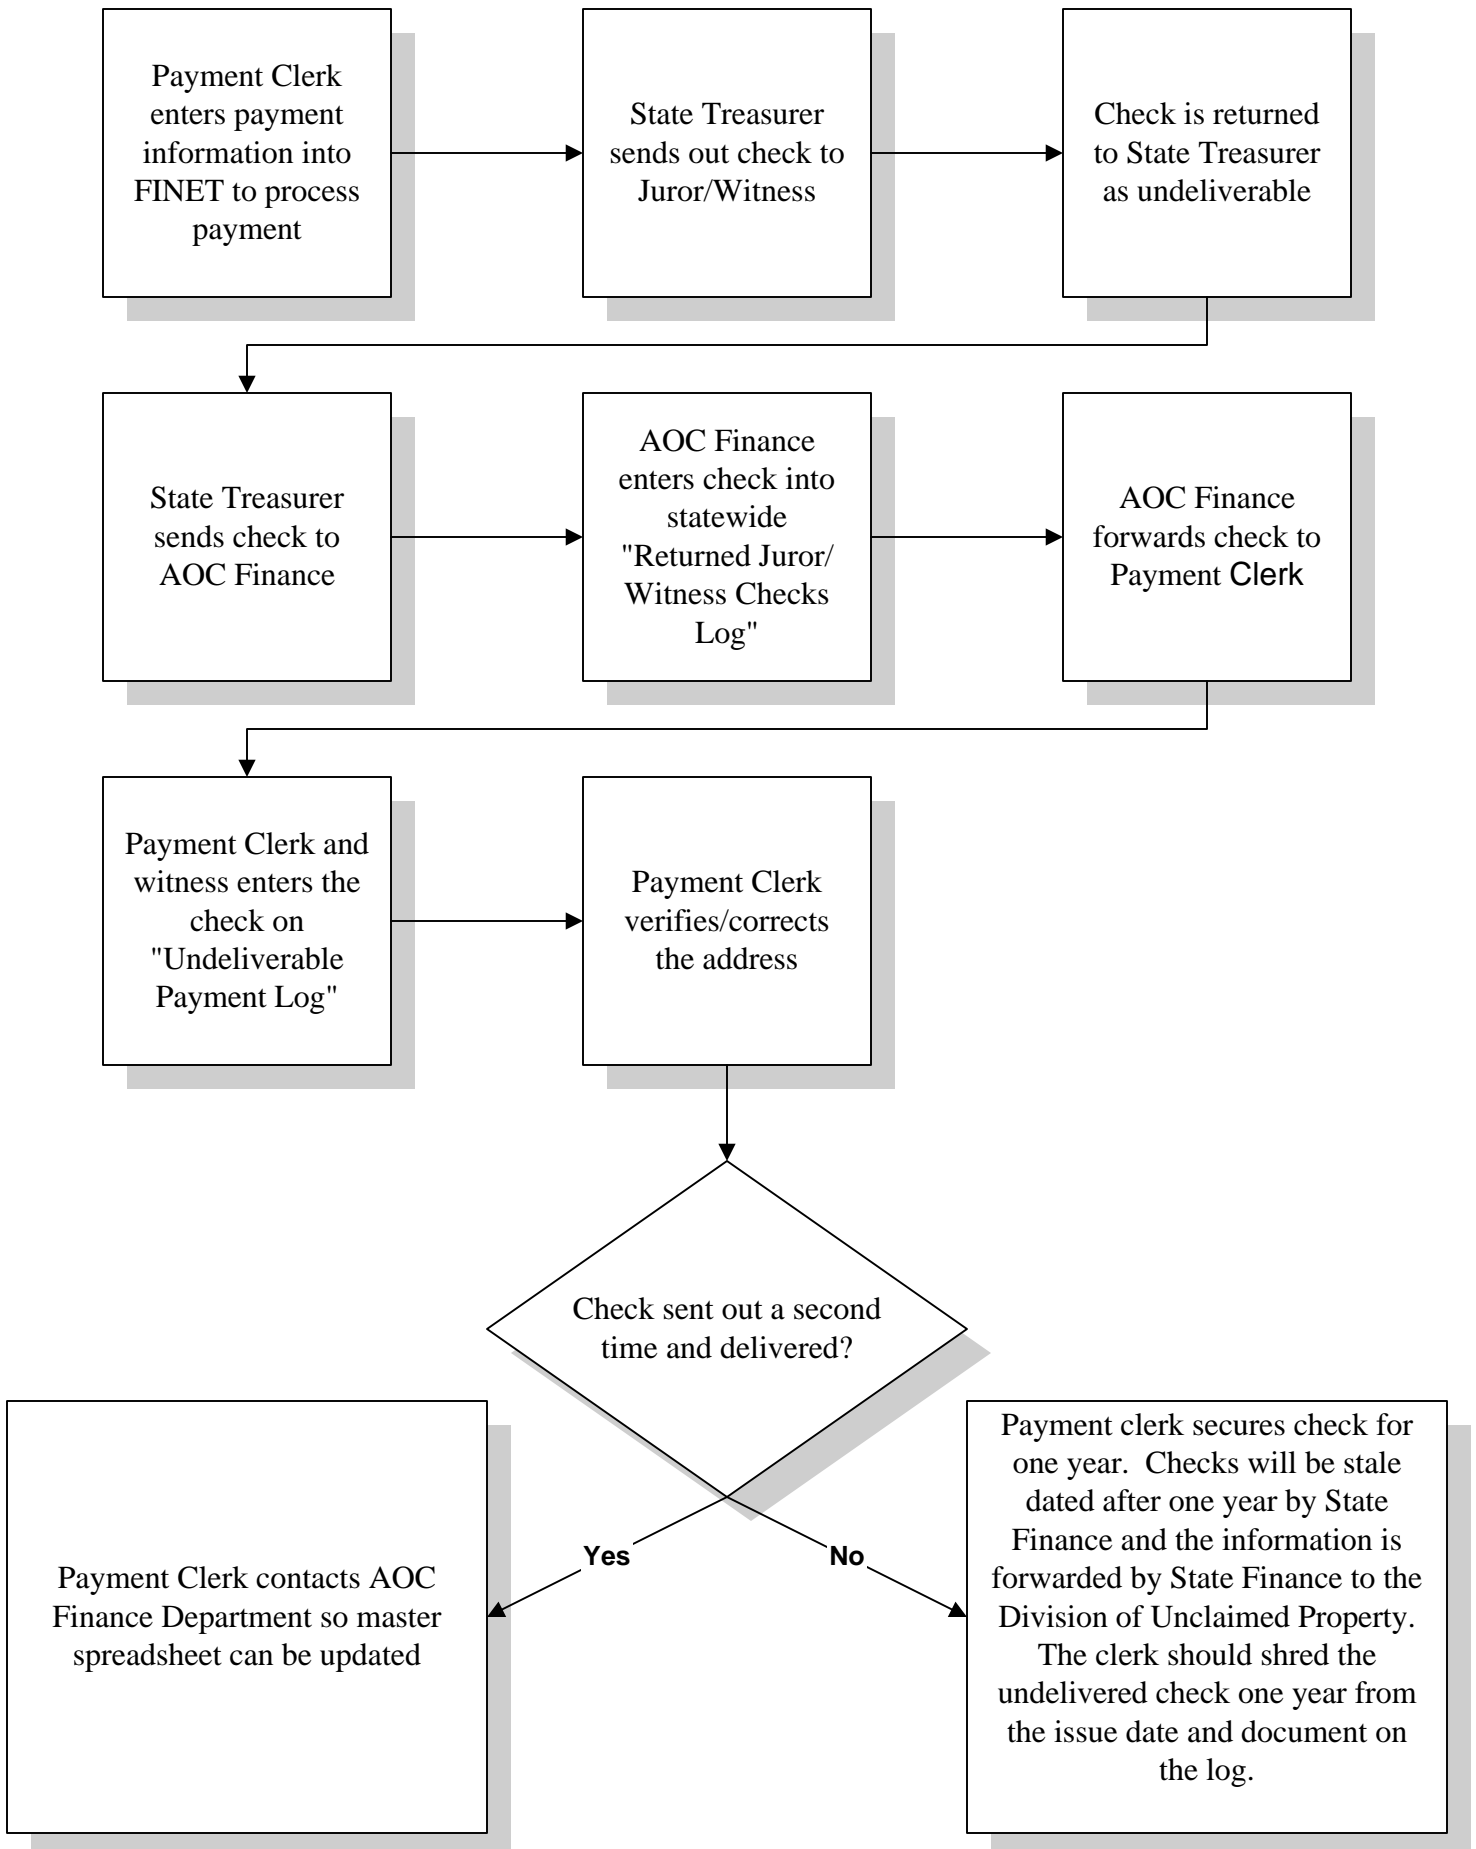 Payment Clerk
enters payment
information into
FINET to process
payment
State Treasurer
sends out check to
Juror/Witness
Check is returned
to State Treasurer
as undeliverable
State Treasurer
sends check to
AOC Finance
AOC Finance
enters check into
statewide
"Returned Juror/
Witness Checks
Log"
AOC Finance
forwards check to
Payment Clerk
Payment Clerk and
witness enters the
check on
"Undeliverable
Payment Log"
Payment Clerk
verifies/corrects
the address
Check sent out a second
time and delivered?
Yes
No
Payment Clerk contacts AOC
Finance Department so master
spreadsheet can be updated
Payment clerk secures check for
one year.  Checks will be stale
dated after one year by State
Finance and the information is
forwarded by State Finance to the
Division of Unclaimed Property.
The clerk should shred the
undelivered check one year from
the issue date and document on
the log.